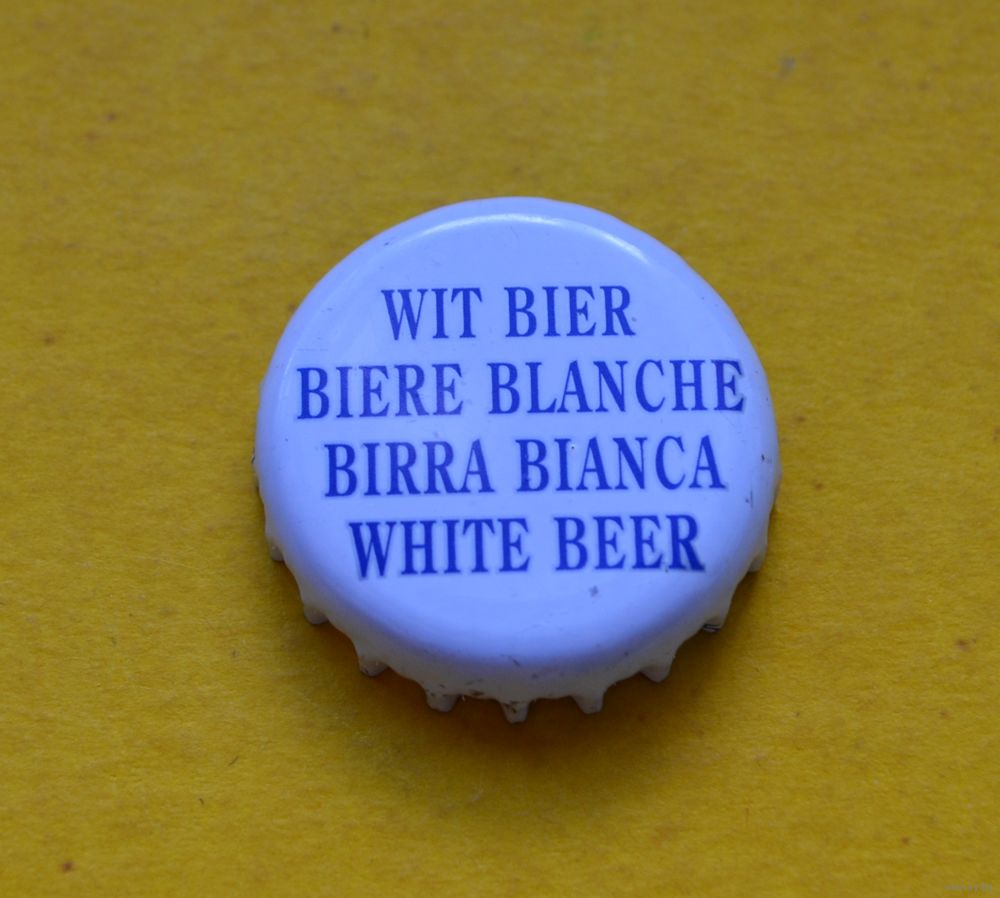 WIT BIER
BIERE BLANCHE
BIRRA BIANCA
WHITE BEER